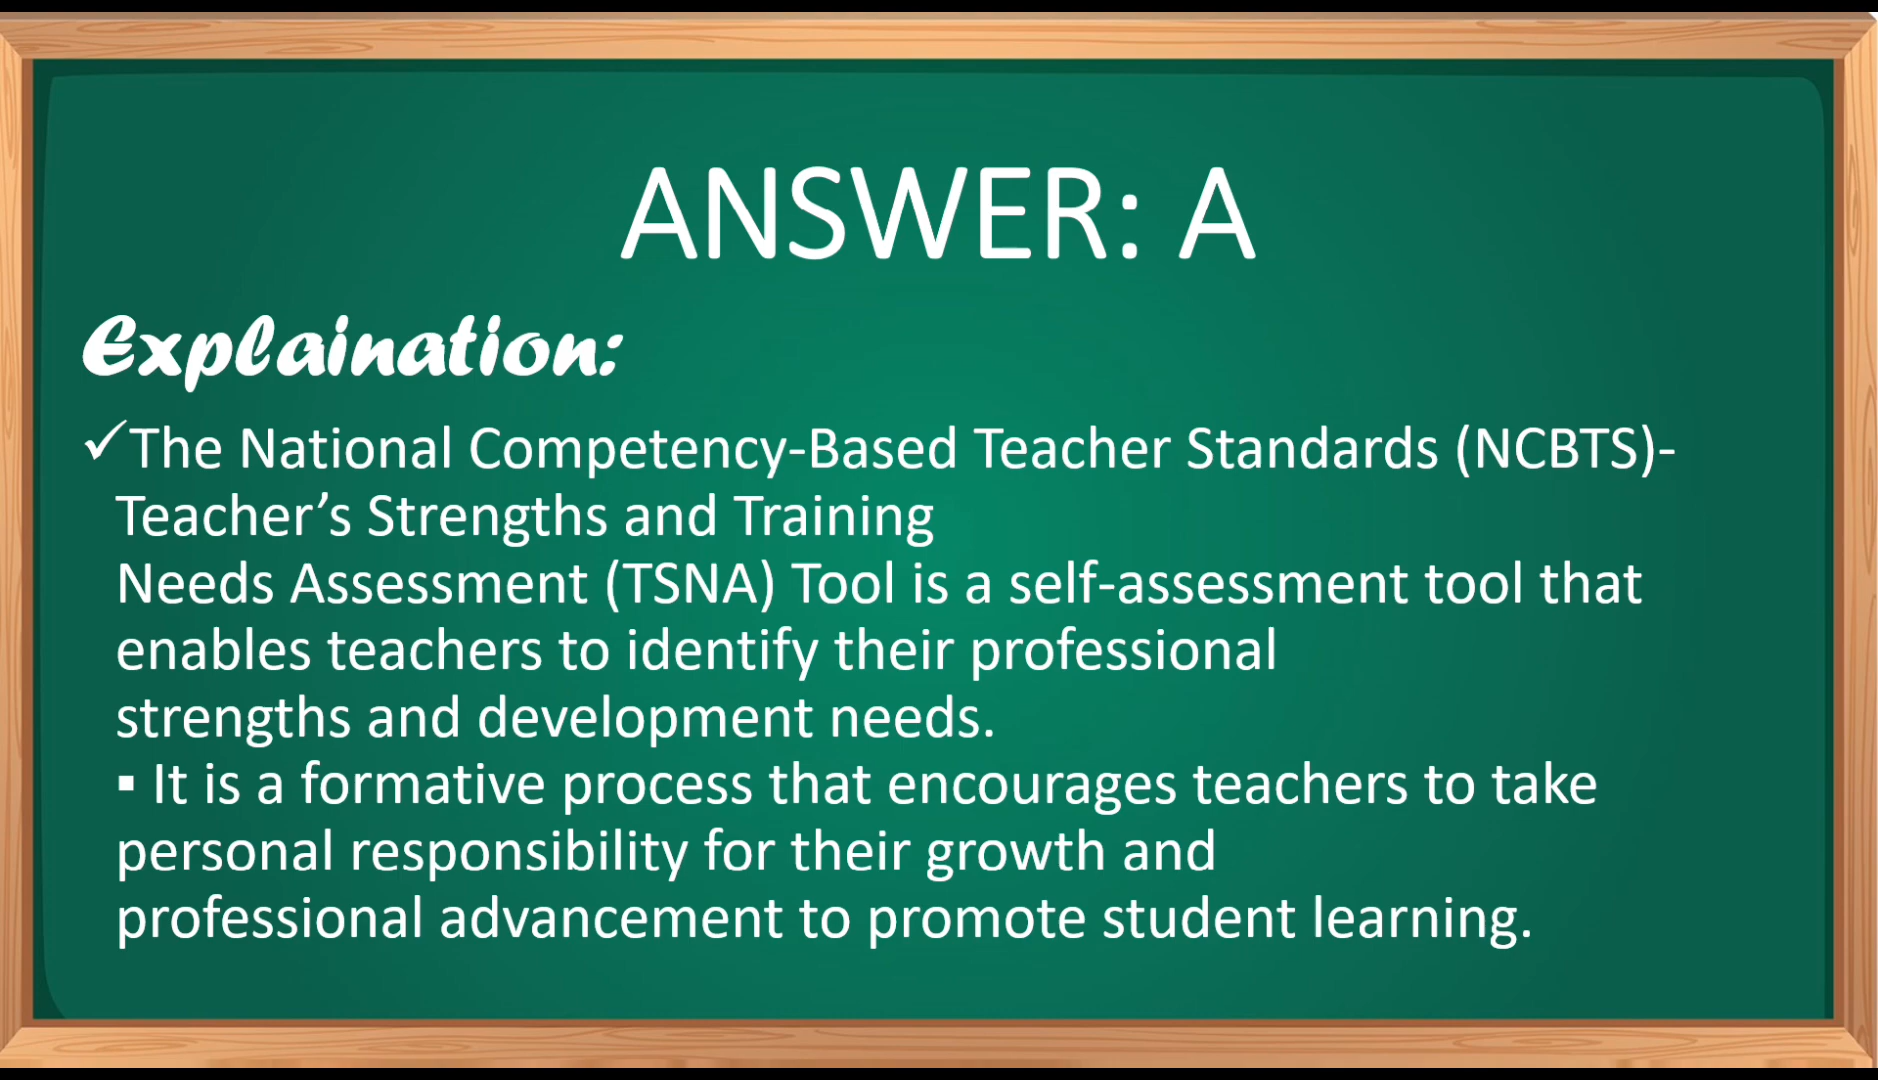 ANSWER: A
Explaination:
✓The National Competency-Based Teacher Standards (NCBTS)-
Teacher’s Strengths and Training
Needs Assessment (TSNA) Tool is a self-assessment tool that
enables teachers to identify their professional
strengths and development needs.
▪ It is a formative process that encourages teachers to take
personal responsibility for their growth and
professional advancement to promote student learning.